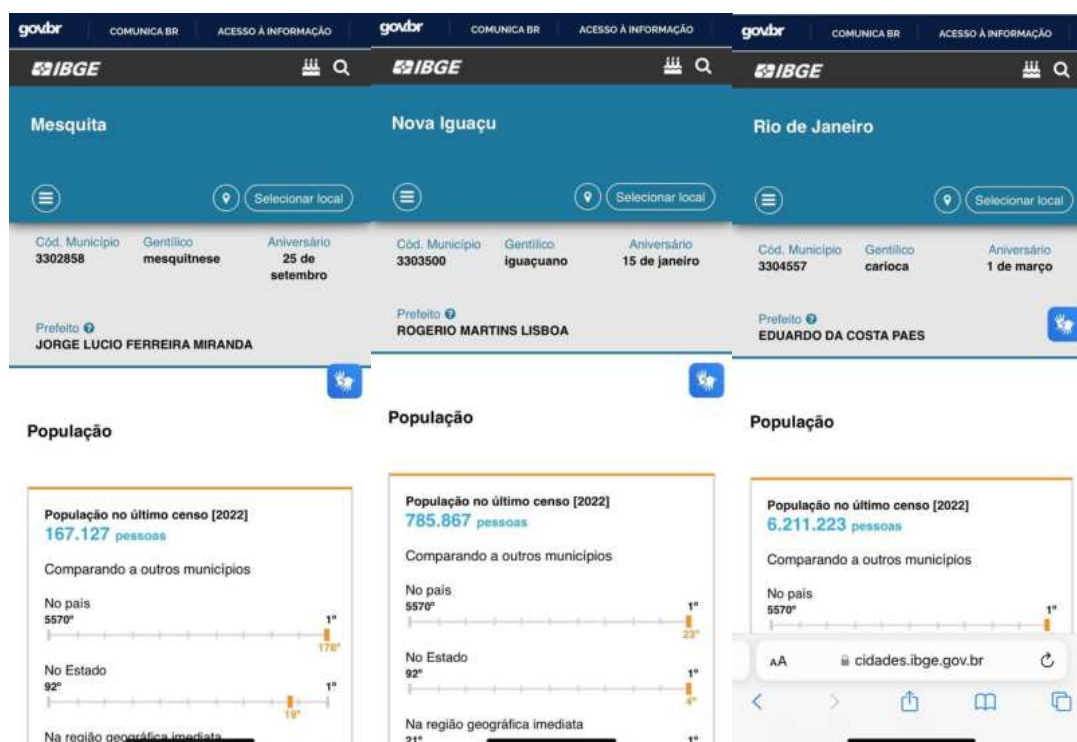 gov.br COMUNICA BR ACESSO À INFORMAÇÃO
IBGE
Mesquita
Selecionar local
Cód. Município Gentílico Aniversário
3302858 mesquitnese 25 de
setembro
Prefeito
JORGE LUCIO FERREIRA MIRANDA
População
População no último censo [2022]
167.127 pessoas
Comparando a outros municípios
No país
5570º 1º
176º
No Estado
92º 1º
19º
Na região geográfica imediata
gov.br COMUNICA BR ACESSO À INFORMAÇÃO
IBGE
Nova Iguaçu
Selecionar local
Cód. Município Gentílico Aniversário
3303500 iguaçuano 15 de janeiro
Prefeito
ROGERIO MARTINS LISBOA
População
População no último censo [2022]
785.867 pessoas
Comparando a outros municípios
No país
5570º 1º
23º
No Estado
92º 1º
4º
Na região geográfica imediata
21º 1º
gov.br COMUNICA BR ACESSO À INFORMAÇÃO
IBGE
Rio de Janeiro
Selecionar local
Cód. Município Gentílico Aniversário
3304557 carioca 1 de março
Prefeito
EDUARDO DA COSTA PAES
População
População no último censo [2022]
6.211.223 pessoas
Comparando a outros municípios
No país
5570º 1º
AA cidades.ibge.gov.br